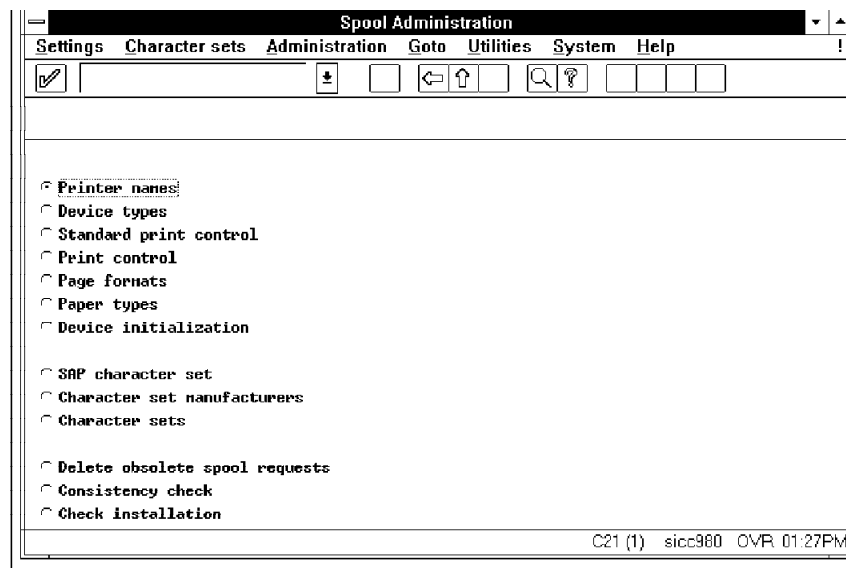 Spool Administration
Settings Character sets Administration Goto Utilities System Help !
Printer names
Device types
Standard print control
Print control
Page formats
Paper types
Device initialization
SAP character set
Character set manufacturers
Character sets
Delete obsolete spool requests
Consistency check
Check installation
C21 (1) sicc980 OVR 01:27PM